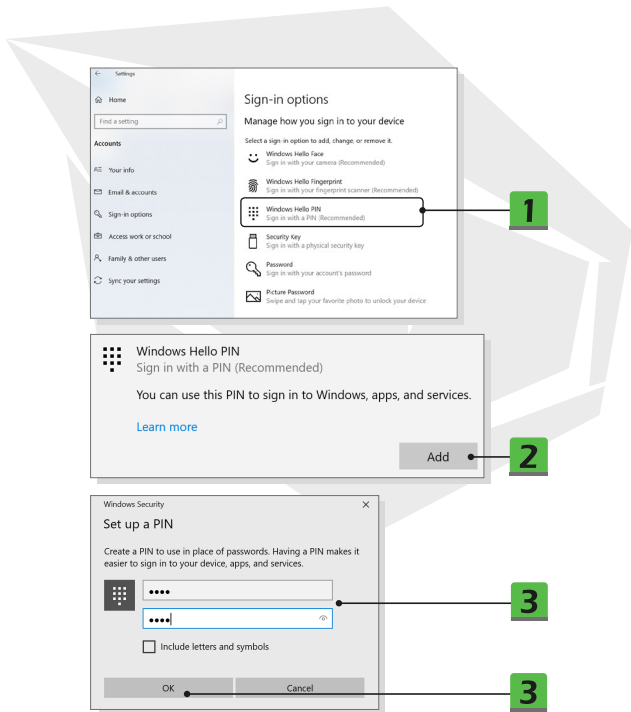 Settings
Home
Find a setting
Accounts
Your info
Email & accounts
Sign-in options
Access work or school
Family & other users
Sync your settings
Sign-in options
Manage how you sign in to your device
Select a sign-in option to add, change, or remove it.
Windows Hello Face
Sign in with your camera (Recommended)
Windows Hello Fingerprint
Sign in with your fingerprint scanner (Recommended)
Windows Hello PIN
Sign in with a PIN (Recommended)
Security Key
Sign in with a physical security key
Password
Sign in with your account's password
Picture Password
Swipe and tap your favorite photo to unlock your device
1
Windows Hello PIN
Sign in with a PIN (Recommended)
You can use this PIN to sign in to Windows, apps, and services.
Learn more
Add
2
Windows Security
Set up a PIN
Create a PIN to use in place of passwords. Having a PIN makes it
easier to sign in to your device, apps, and services.
3
Include letters and symbols
OK
Cancel
3